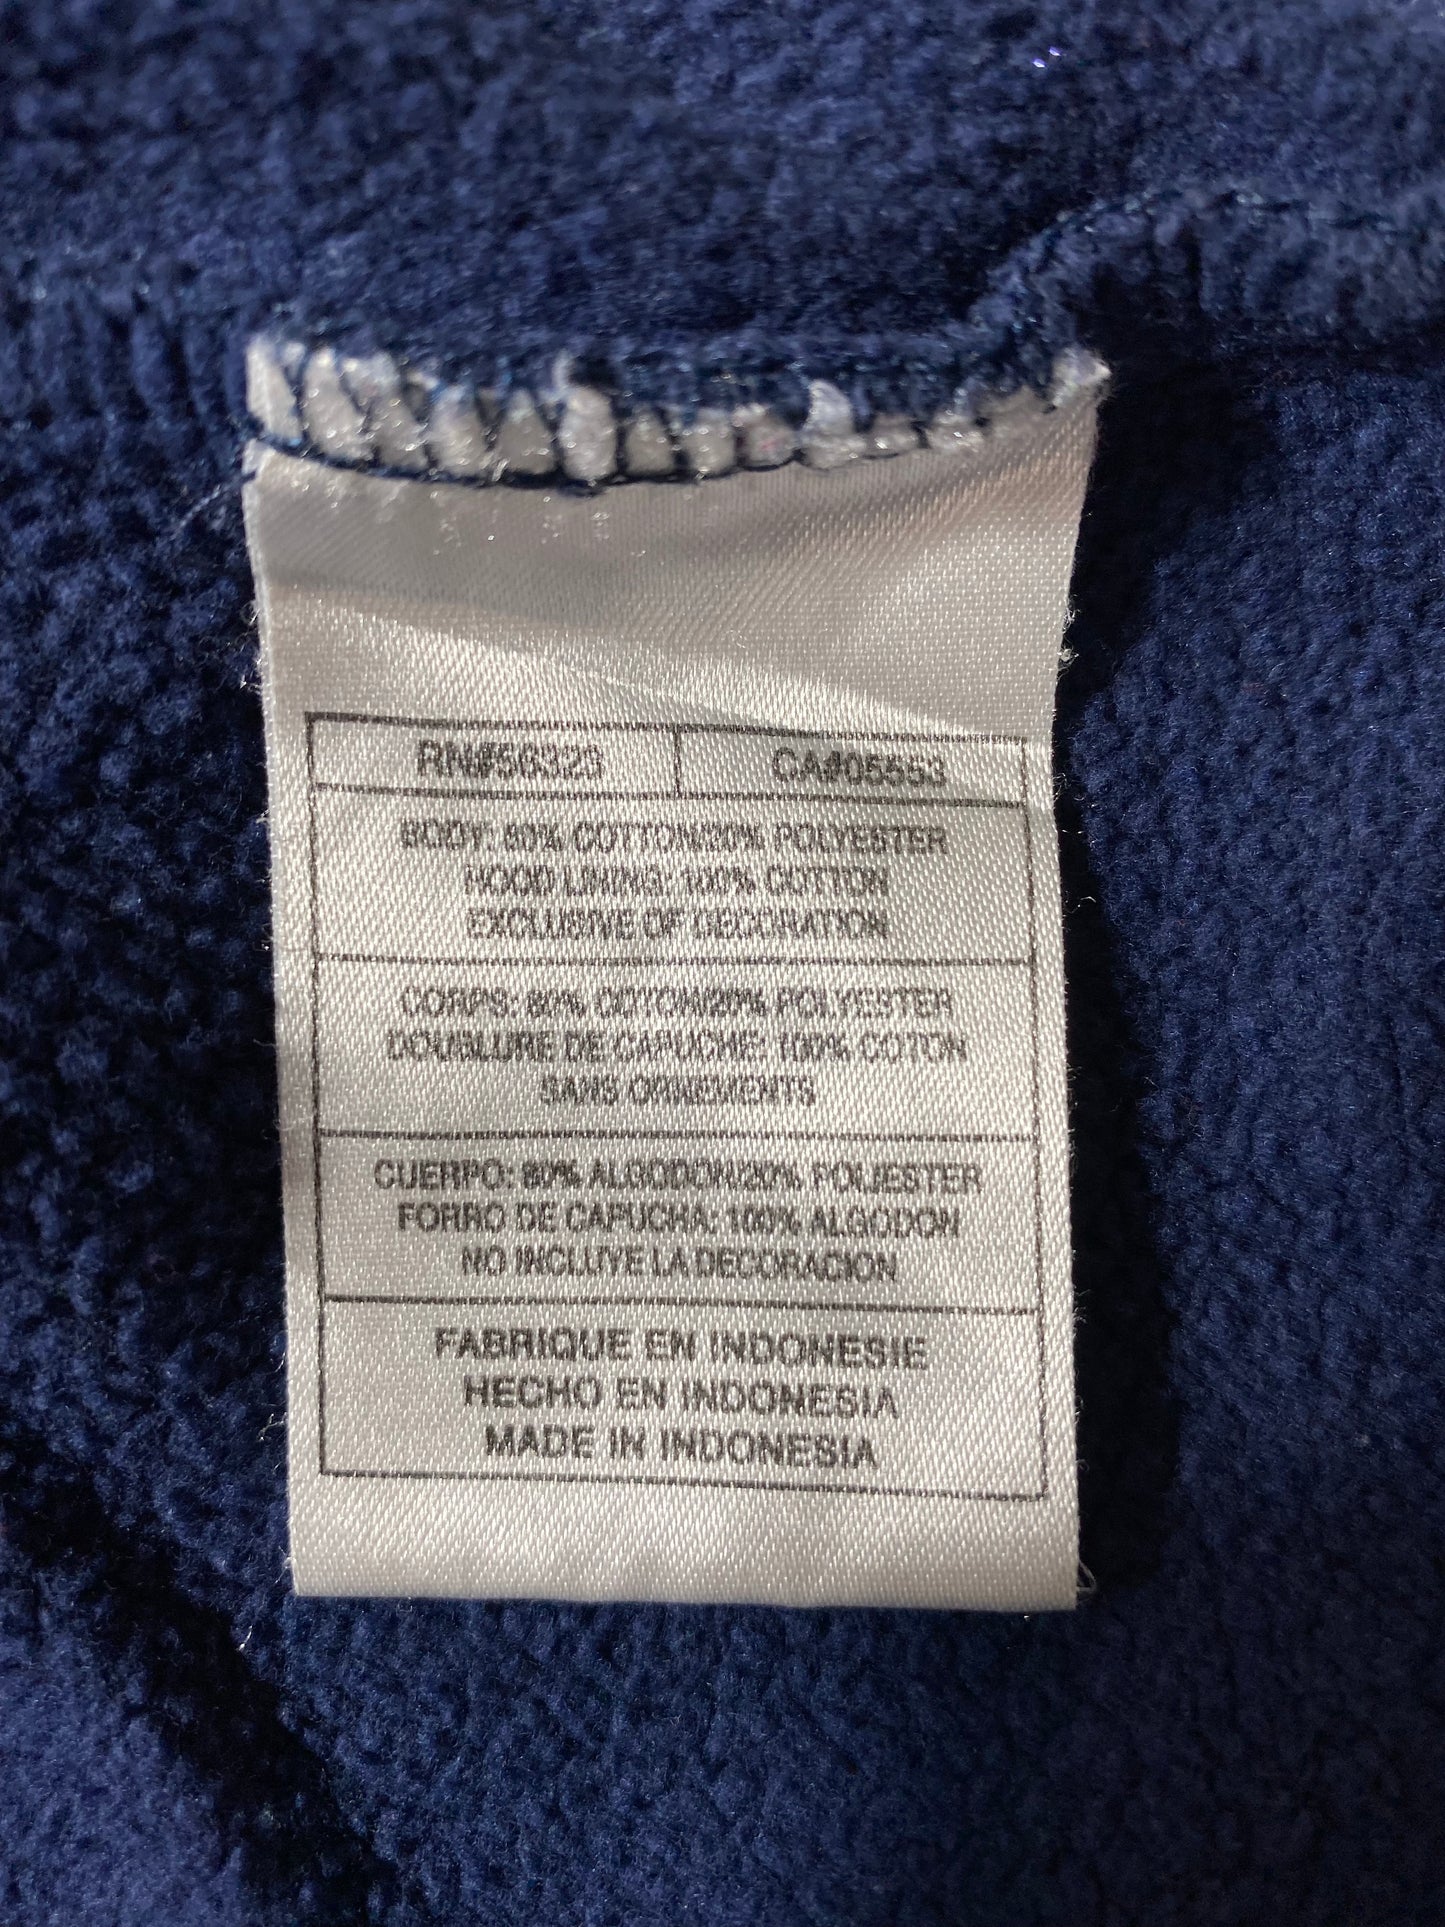 RN#56323 CA#05553
BODY: 80% COTTON/20% POLYESTER
HOOD LINING: 100% COTTON
EXCLUSIVE OF DECORATION
CORPS: 80% COTON/20% POLYESTER
DOUBLURE DE CAPUCHE: 100% COTON
SANS ORNEMENTS
CUERPO: 80% ALGODON/20% POLIESTER
FORRO DE CAPUCHA: 100% ALGODON
NO INCLUYE LA DECORACION
FABRIQUE EN INDONESIE
HECHO EN INDONESIA
MADE IN INDONESIA